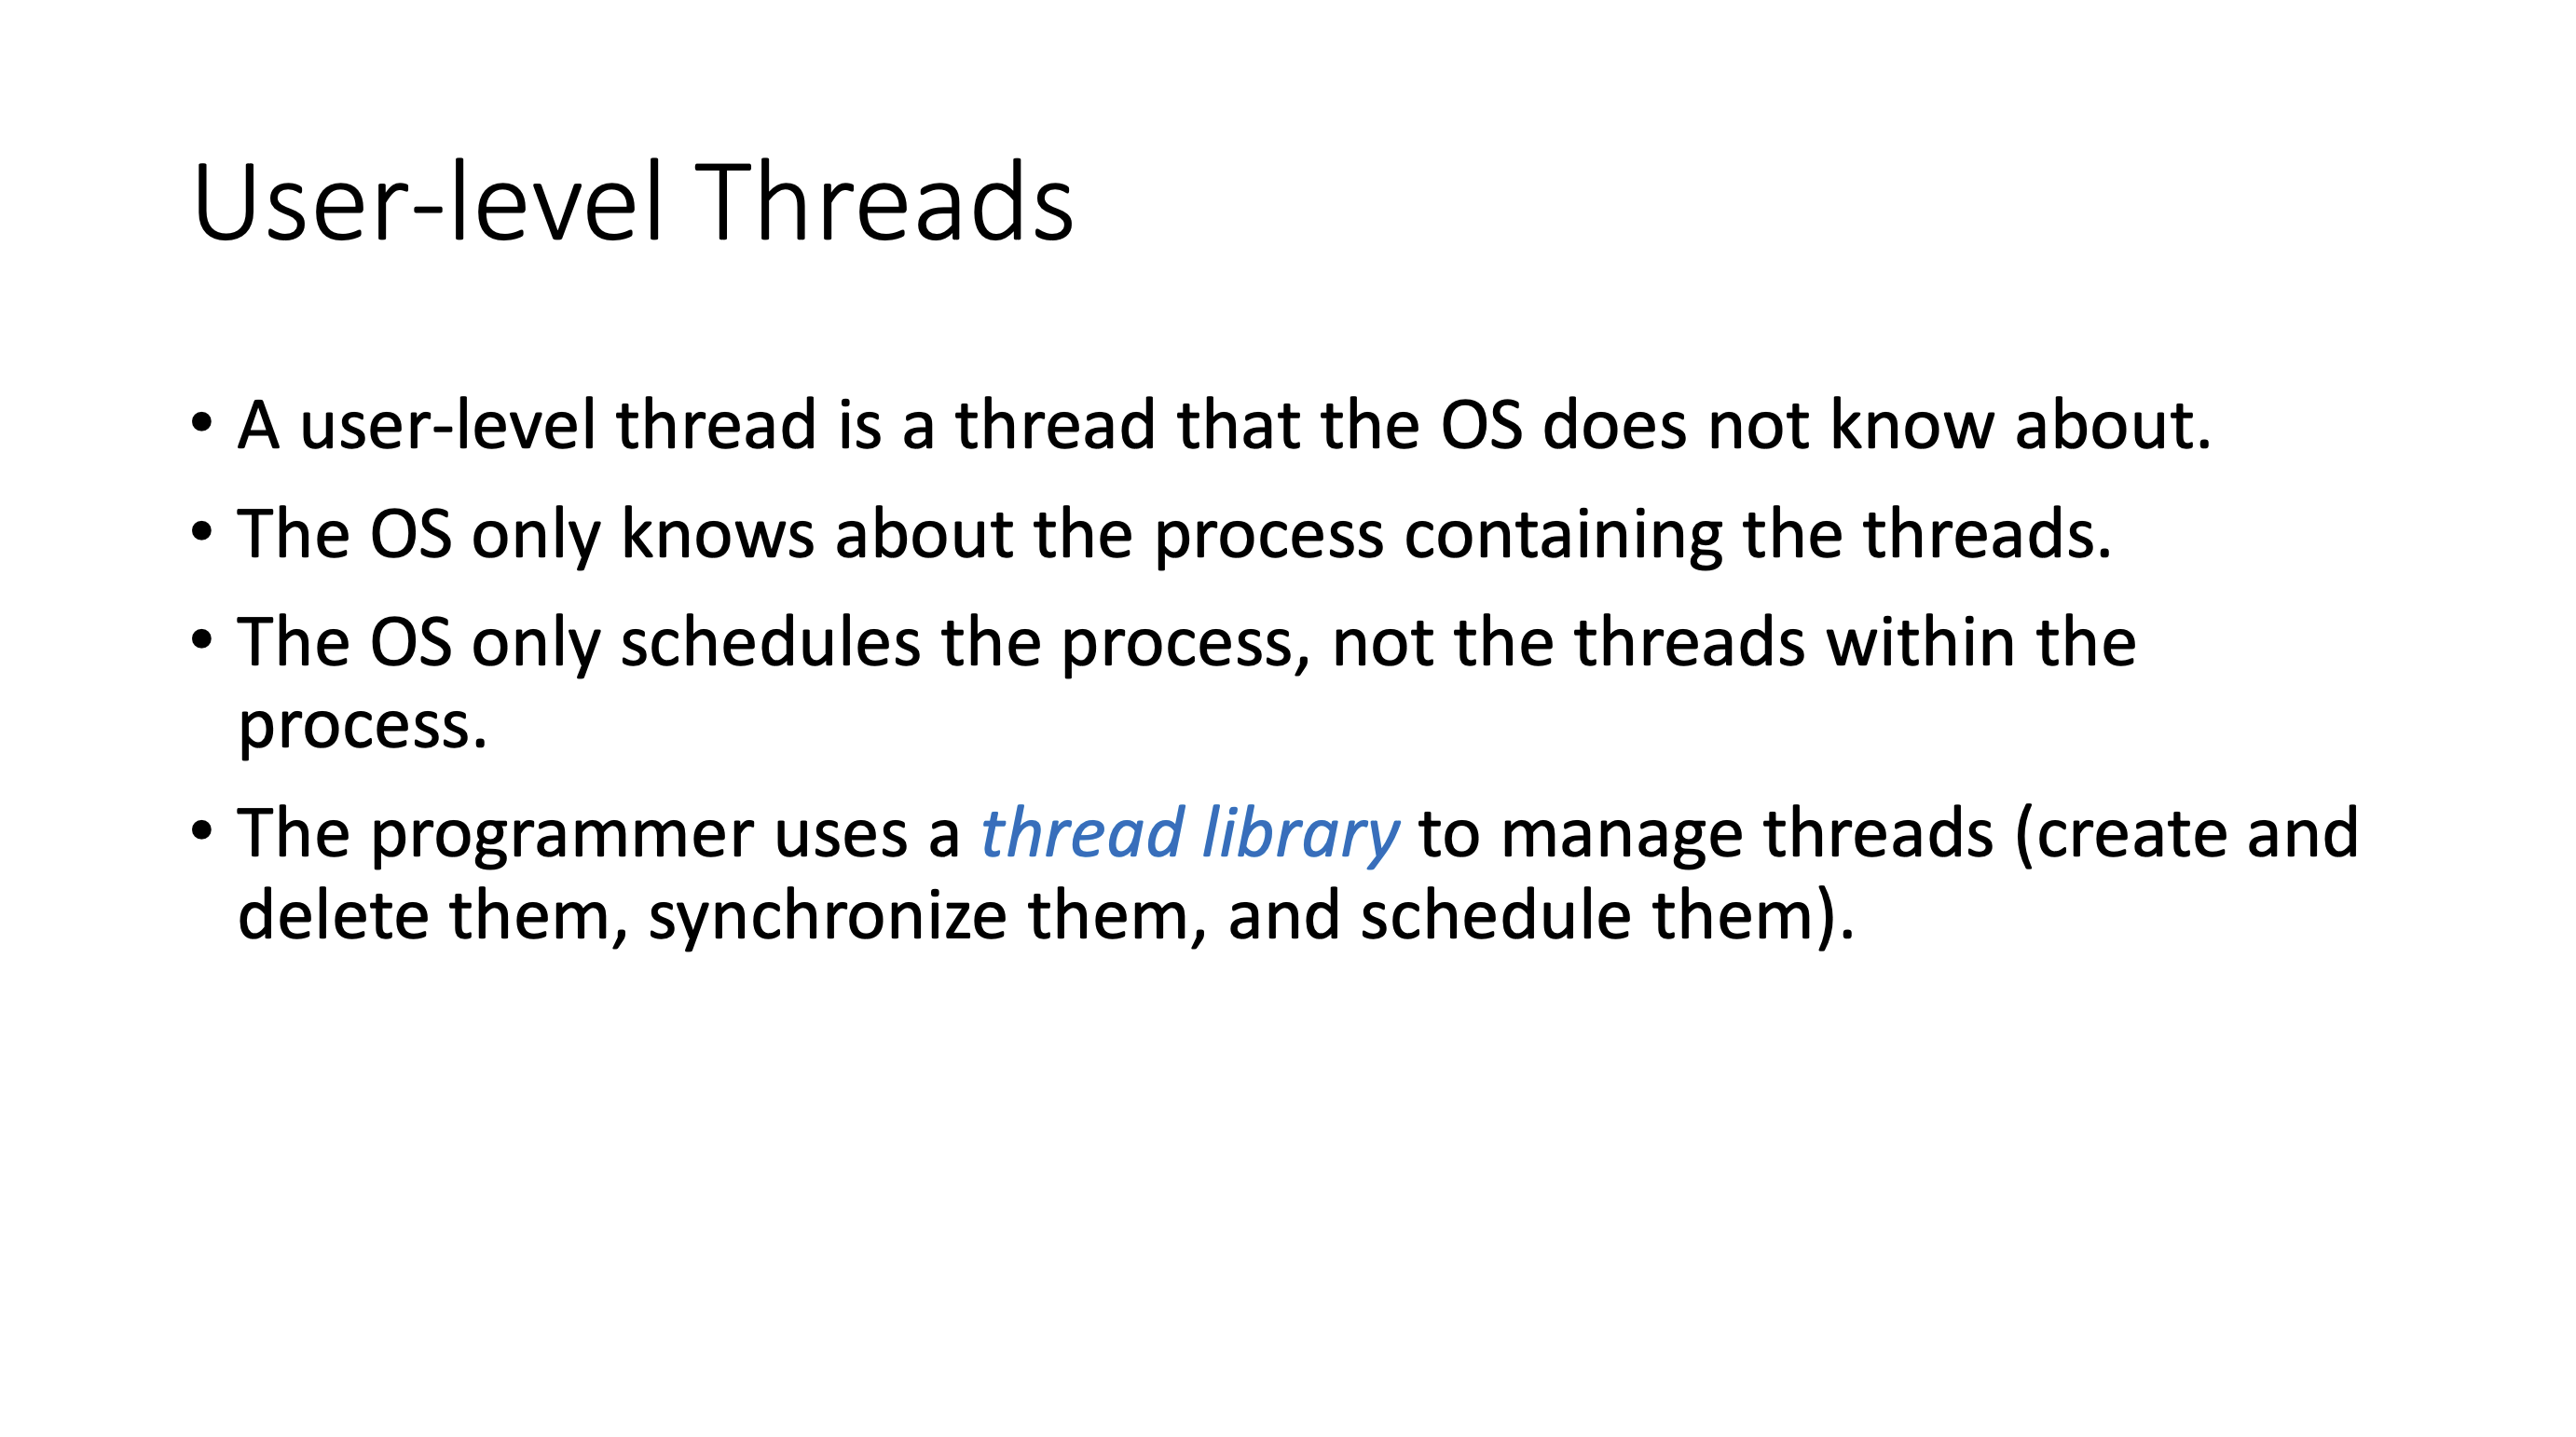 User-level Threads
• A user-level thread is a thread that the OS does not know about.
• The OS only knows about the process containing the threads.
• The OS only schedules the process, not the threads within the
process.
• The programmer uses a thread library to manage threads (create and
delete them, synchronize them, and schedule them).